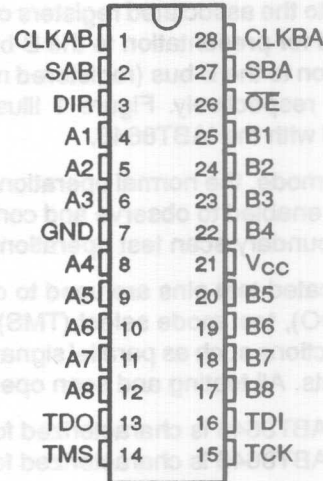 CLKAB 1 28 CLKBA
SAB 2 27 SBA
DIR 3 26 OE
A1 4 25 B1
A2 5 24 B2
A3 6 23 B3
GND 7 22 B4
A4 8 21 VCC
A5 9 20 B5
A6 10 19 B6
A7 11 18 B7
A8 12 17 B8
TDO 13 16 TDI
TMS 14 15 TCK